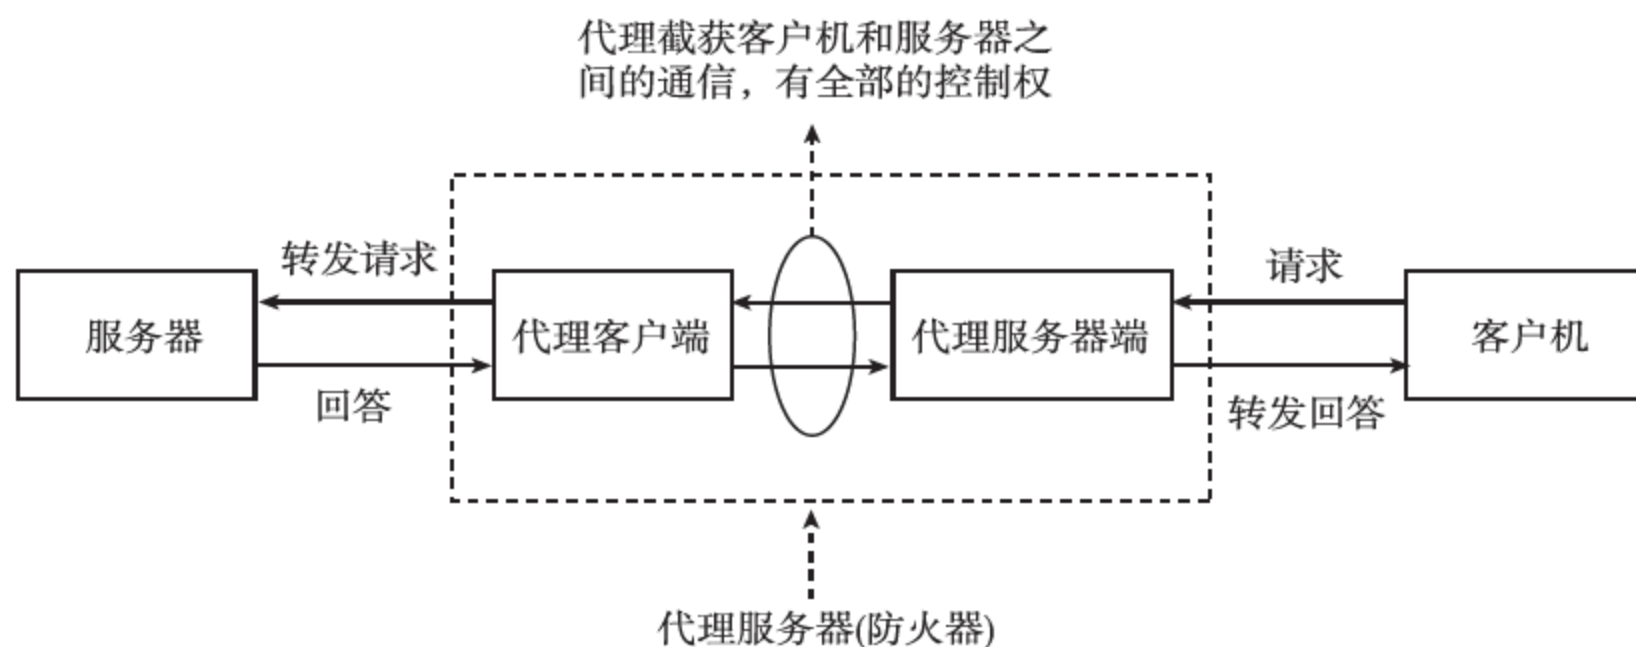 代理截获客户机和服务器之
间的通信，有全部的控制权
转发请求
请求
服务器
代理客户端
代理服务器端
客户机
回答
转发回答
代理服务器(防火器)